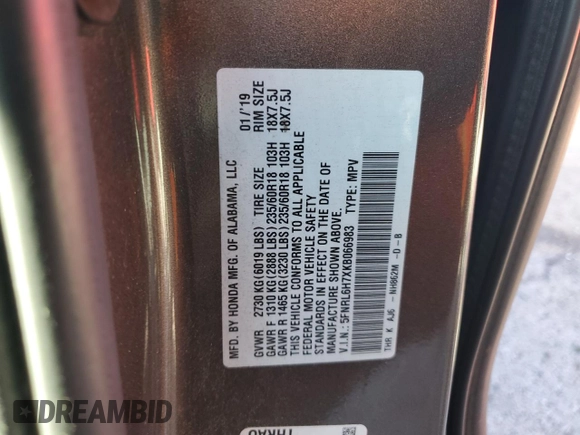 MFD. BY HONDA MFG. OF ALABAMA, LLC 01/'19
GVWR 2730 KG(6019 LBS) TIRE SIZE RIM SIZE
GAWR F 1310 KG(2888 LBS) 235/60R18 103H 18X7.5J
GAWR R 1465 KG(3230 LBS) 235/60R18 103H 18X7.5J
THIS VEHICLE CONFORMS TO ALL APPLICABLE
FEDERAL MOTOR VEHICLE SAFETY
STANDARDS IN EFFECT ON THE DATE OF
MANUFACTURE SHOWN ABOVE.
V.I.N.: 5FNRL6H7XKB066983 TYPE: MPV
THR K AJ6 - NH862M -D-B
THRA0
DREAMBID